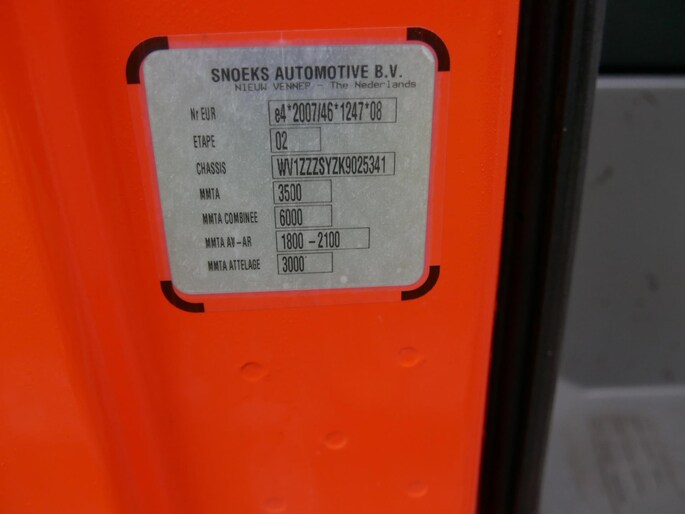 SNOEKS AUTOMOTIVE B.V.
NIEUW VENNEP - The Nederlands
Nr EUR e4*2007/46*1247*08
ETAPE 02
CHASSIS WV1ZZZSYZK9025341
MMTA 3500
MMTA COMBINEE 6000
MMTA AV-AR 1800 - 2100
MMTA ATTELAGE 3000